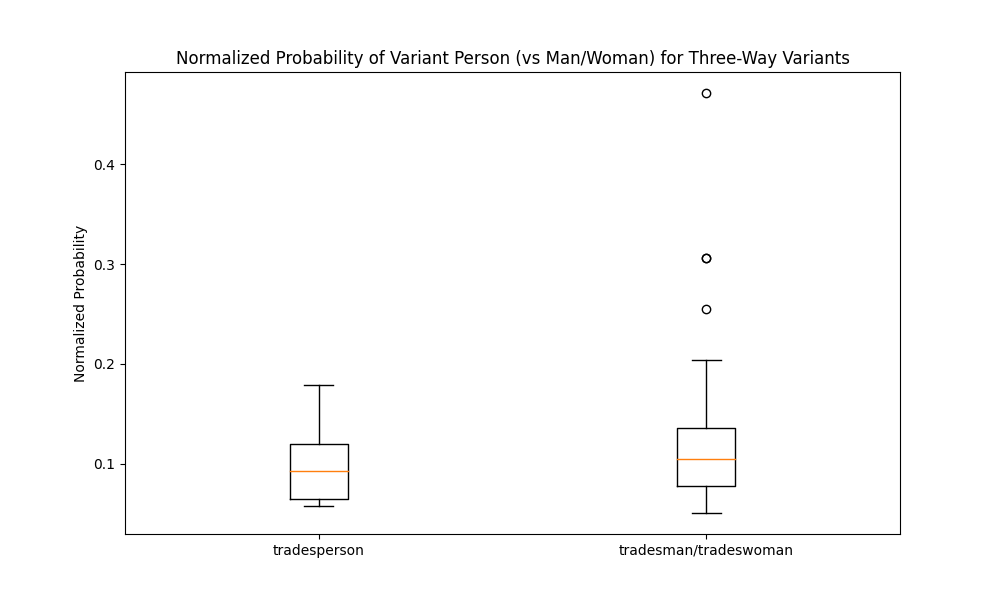 Normalized Probability of Variant Person (vs Man/Woman) for Three-Way Variants
Normalized Probability
0.4
0.3
0.2
0.1
tradesperson
tradesman/tradeswoman